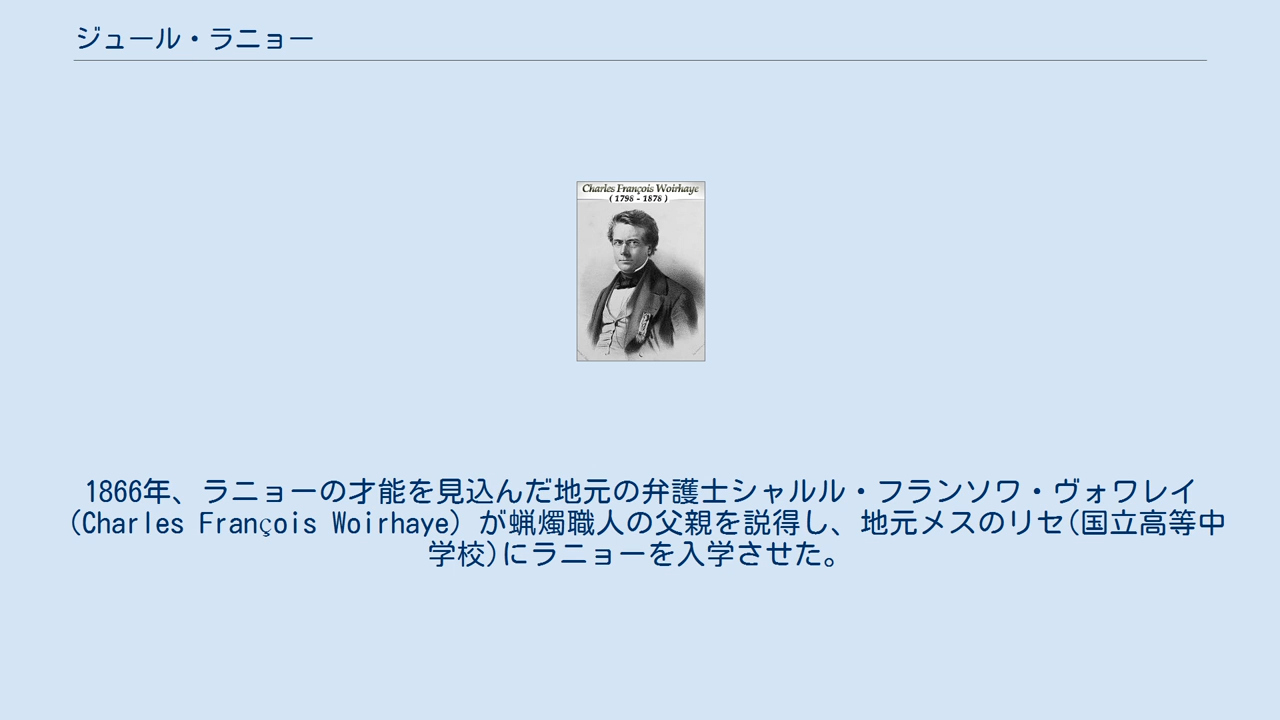 ジュール・ラニョー
Charles François Woirhaye
( 1798 - 1878 )
1866年、ラニョーの才能を見込んだ地元の弁護士シャルル・フランソワ・ヴォワレイ
(Charles François Woirhaye) が蝋燭職人の父親を説得し、地元メスのリセ(国立高等中
学校)にラニョーを入学させた。